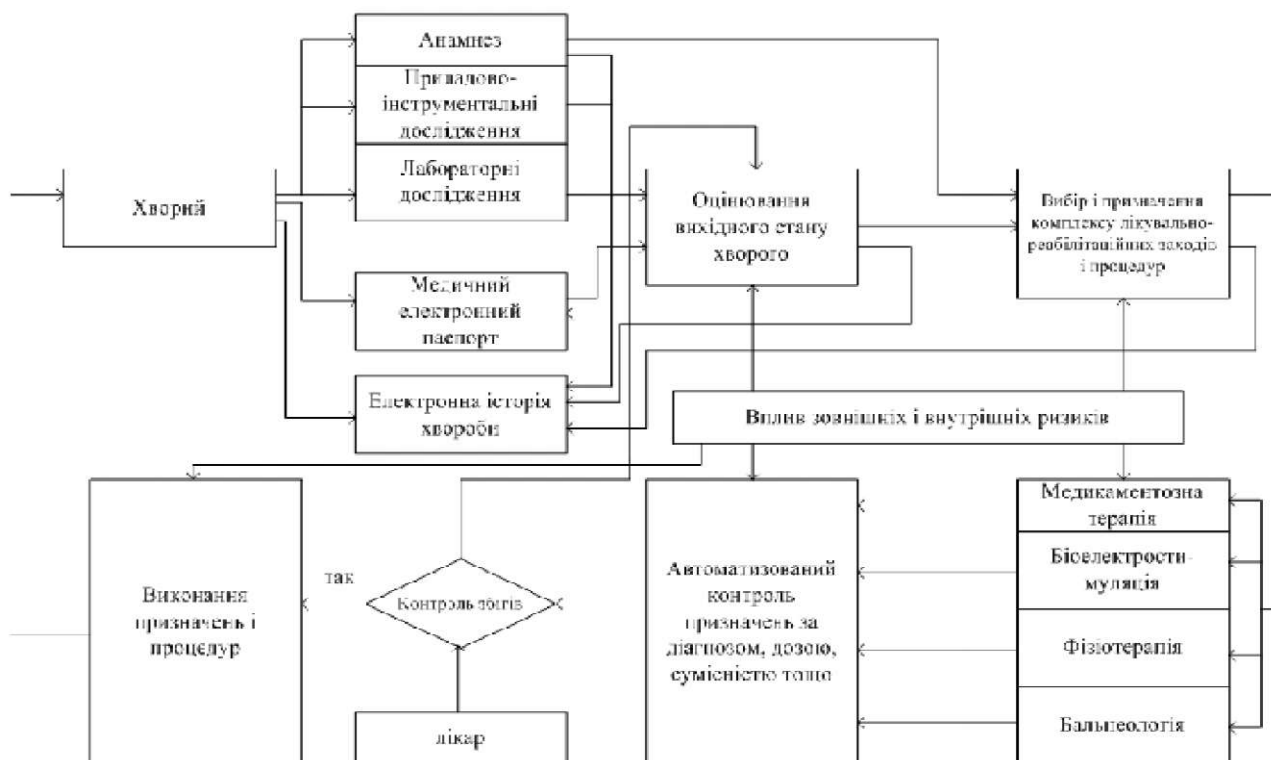 Анамнез
Приладово-
інструментальні
дослідження
Лабораторні
дослідження
Хворий
Оцінювання
вихідного стану
хворого
Вибір і призначення
комплексу лікувально-
реабілітаційних заходів
і процедур
Медичний
електронний
паспорт
Електронна історія
хвороби
Вплив зовнішніх і внутрішніх ризиків
Виконання
призначень і
процедур
так
Контроль збігів
лікар
Автоматизований
контроль
призначень за
діагнозом, дозою,
сумісністю тощо
Медикаментозна
терапія
Біоелектрости-
муляція
Фізіотерапія
Бальнеологія